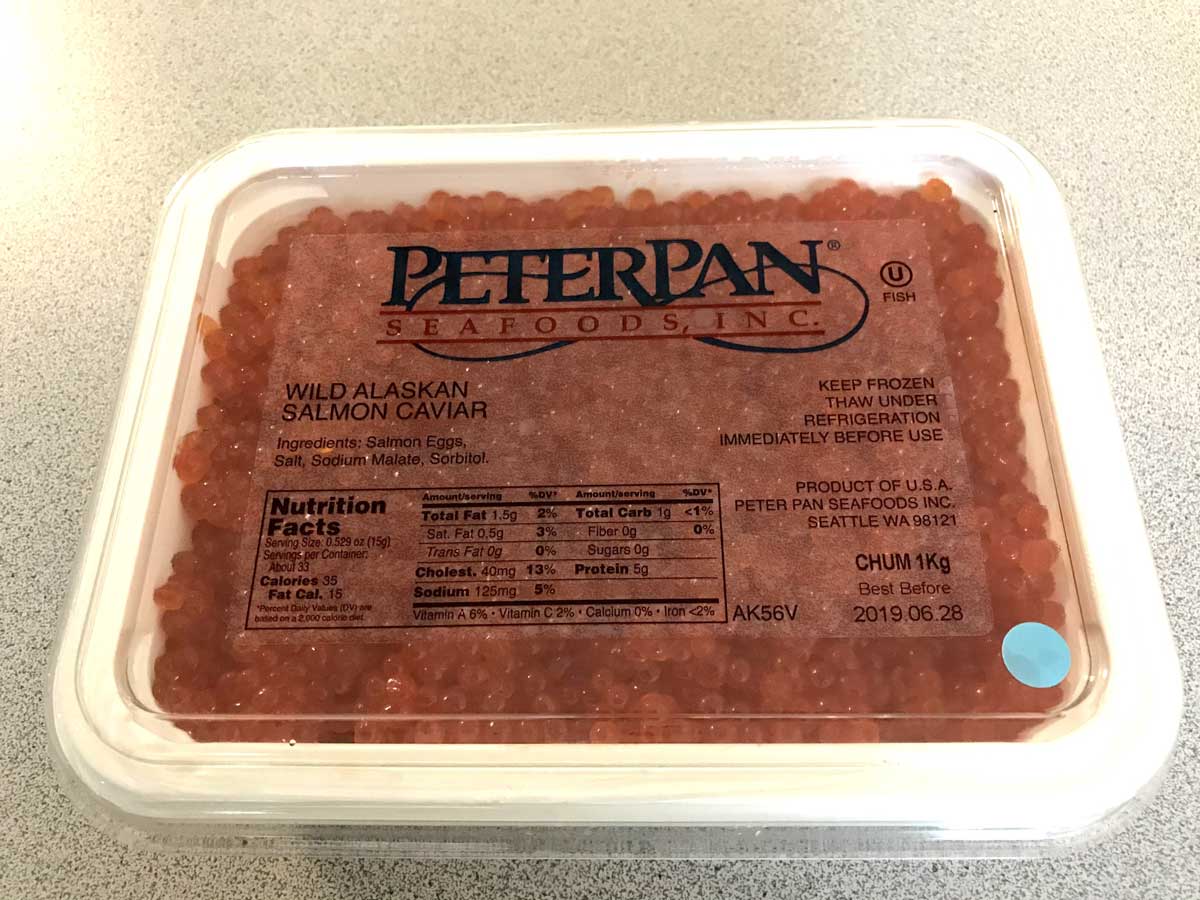 PETER PAN®
SEAFOODS, INC.
U
FISH
WILD ALASKAN
SALMON CAVIAR
Ingredients: Salmon Eggs,
Salt, Sodium Malate, Sorbitol.
KEEP FROZEN
THAW UNDER
REFRIGERATION
IMMEDIATELY BEFORE USE
PRODUCT OF U.S.A.
PETER PAN SEAFOODS INC.
SEATTLE WA 98121
Nutrition
Facts
Serving Size: 0.529 oz (15g)
Servings per Container:
About 33
Calories 35
Fat Cal. 15
*Percent Daily Values (DV) are
based on a 2,000 calorie diet.
Amount/serving %DV* Amount/serving %DV*
Total Fat 1.5g 2% Total Carb 1g <1%
Sat. Fat 0.5g 3% Fiber 0g 0%
Trans Fat 0g 0% Sugars 0g
Cholest. 40mg 13% Protein 5g
Sodium 125mg 5%
Vitamin A 6% • Vitamin C 2% • Calcium 0% • Iron <2%
CHUM 1Kg
Best Before
AK56V 2019.06.28